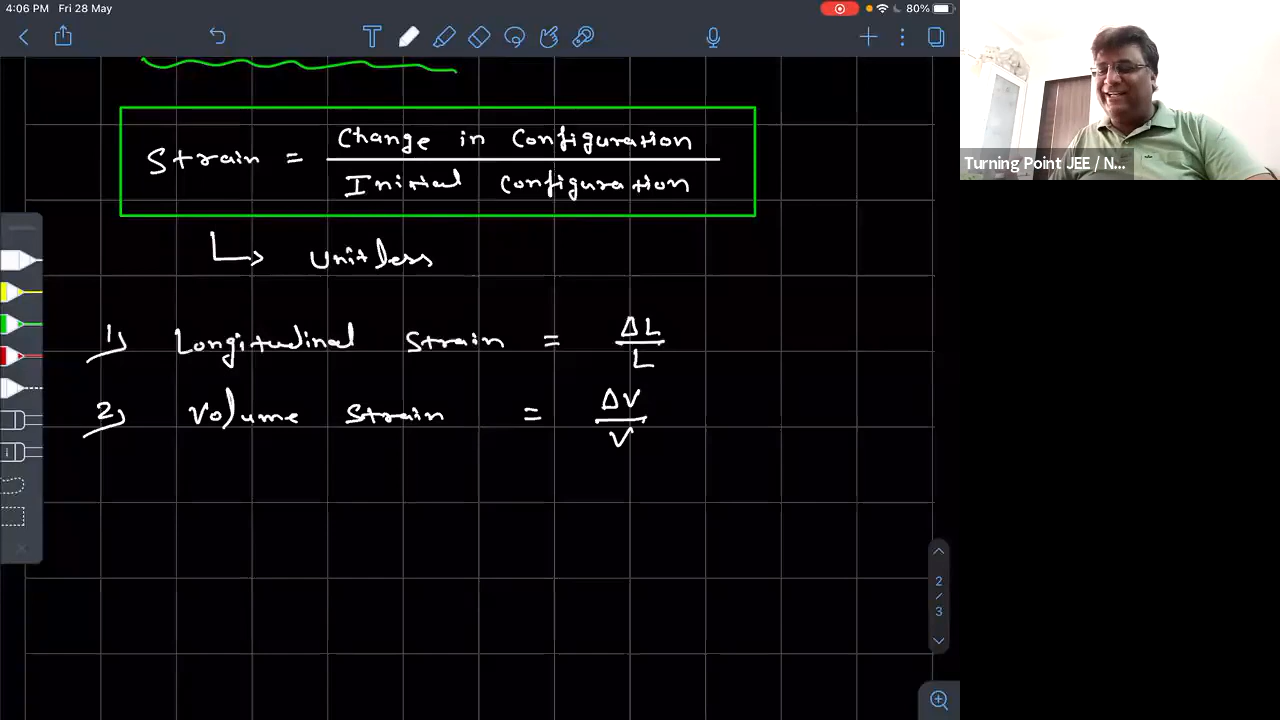 4:06 PM Fri 28 May
80%
Strain = Change in Configuration / Initial Configuration
↳ Unitless
1) Longitudinal Strain = ΔL / L
2) Volume Strain = ΔV / V
Turning Point JEE / N...
2 / 3